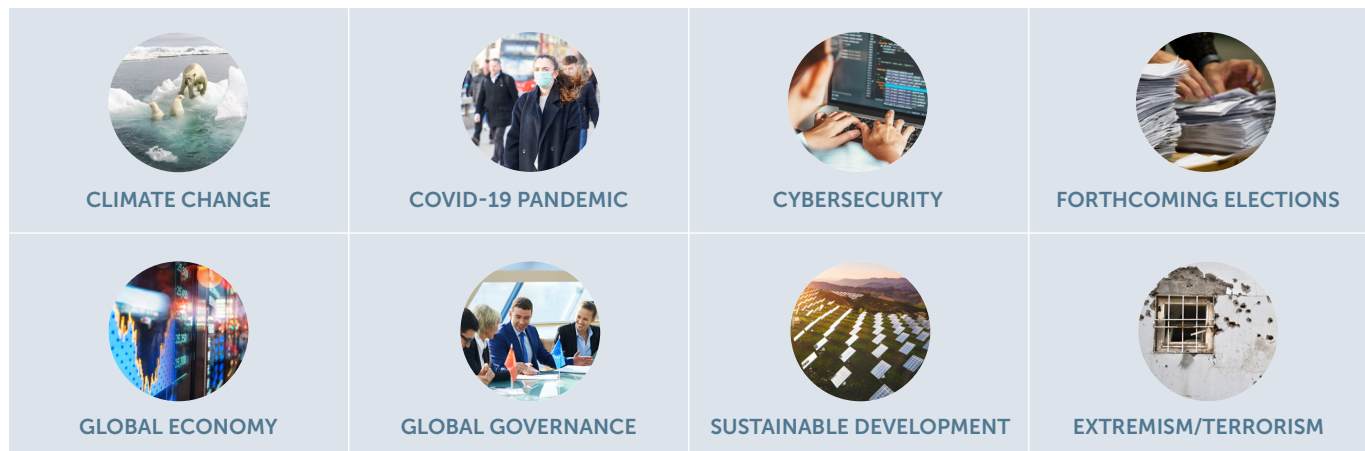 CLIMATE CHANGE
COVID-19 PANDEMIC
CYBERSECURITY
FORTHCOMING ELECTIONS
GLOBAL ECONOMY
GLOBAL GOVERNANCE
SUSTAINABLE DEVELOPMENT
EXTREMISM/TERRORISM